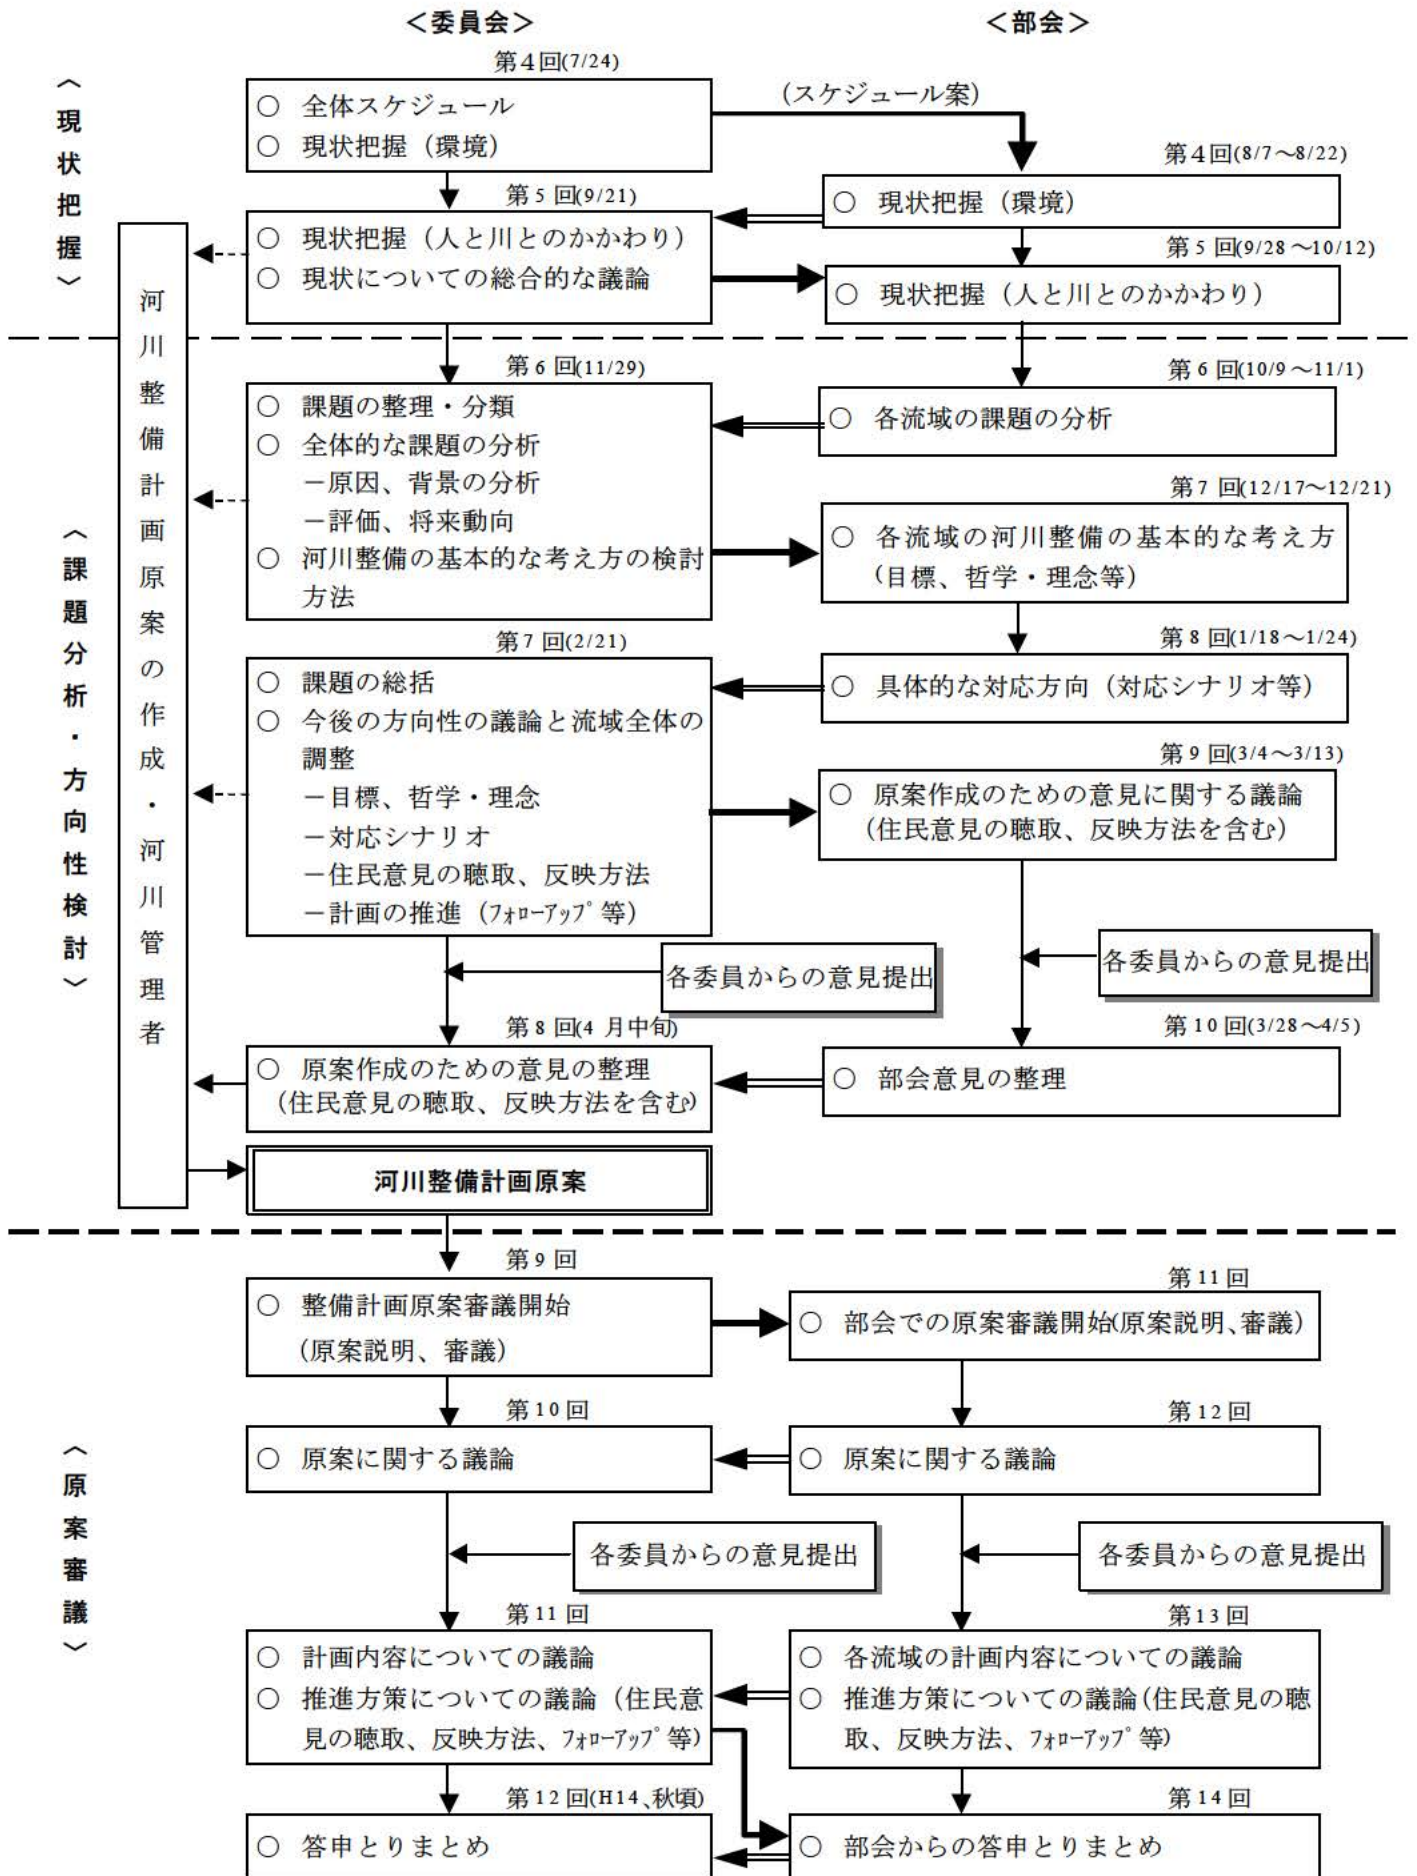 ＜委員会＞
＜部会＞
〈現状把握〉
第4回(7/24)
○ 全体スケジュール
○ 現状把握（環境）
（スケジュール案）
第4回(8/7～8/22)
○ 現状把握（環境）
第5回(9/21)
○ 現状把握（人と川とのかかわり）
○ 現状についての総合的な議論
第5回(9/28～10/12)
○ 現状把握（人と川とのかかわり）
河川整備計画原案の作成・河川管理者
〈課題分析・方向性検討〉
第6回(11/29)
○ 課題の整理・分類
○ 全体的な課題の分析
－原因、背景の分析
－評価、将来動向
○ 河川整備の基本的な考え方の検討
方法
第6回(10/9～11/1)
○ 各流域の課題の分析
第7回(12/17～12/21)
○ 各流域の河川整備の基本的な考え方
（目標、哲学・理念等）
第7回(2/21)
○ 課題の総括
○ 今後の方向性の議論と流域全体の
調整
－目標、哲学・理念
－対応シナリオ
－住民意見の聴取、反映方法
－計画の推進（ﾌｫﾛｰｱｯﾌﾟ等）
第8回(1/18～1/24)
○ 具体的な対応方向（対応シナリオ等）
第9回(3/4～3/13)
○ 原案作成のための意見に関する議論
（住民意見の聴取、反映方法を含む）
各委員からの意見提出
各委員からの意見提出
第8回(4月中旬)
○ 原案作成のための意見の整理
（住民意見の聴取、反映方法を含む）
第10回(3/28～4/5)
○ 部会意見の整理
河川整備計画原案
〈原案審議〉
第9回
○ 整備計画原案審議開始
（原案説明、審議）
第11回
○ 部会での原案審議開始（原案説明、審議）
第10回
○ 原案に関する議論
第12回
○ 原案に関する議論
各委員からの意見提出
各委員からの意見提出
第11回
○ 計画内容についての議論
○ 推進方策についての議論（住民意
見の聴取、反映方法、ﾌｫﾛｰｱｯﾌﾟ等）
第13回
○ 各流域の計画内容についての議論
○ 推進方策についての議論（住民意見の聴
取、反映方法、ﾌｫﾛｰｱｯﾌﾟ等）
第12回(H14、秋頃)
○ 答申とりまとめ
第14回
○ 部会からの答申とりまとめ